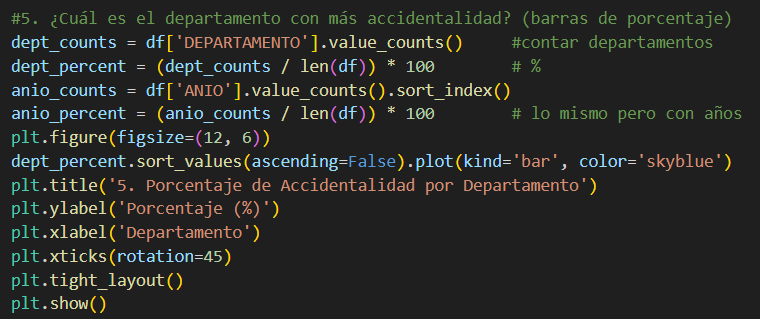 #5. ¿Cuál es el departamento con más accidentalidad? (barras de porcentaje)
dept_counts = df['DEPARTAMENTO'].value_counts()     #contar departamentos
dept_percent = (dept_counts / len(df)) * 100        # %
anio_counts = df['ANIO'].value_counts().sort_index()
anio_percent = (anio_counts / len(df)) * 100        # lo mismo pero con años
plt.figure(figsize=(12, 6))
dept_percent.sort_values(ascending=False).plot(kind='bar', color='skyblue')
plt.title('5. Porcentaje de Accidentalidad por Departamento')
plt.ylabel('Porcentaje (%)')
plt.xlabel('Departamento')
plt.xticks(rotation=45)
plt.tight_layout()
plt.show()